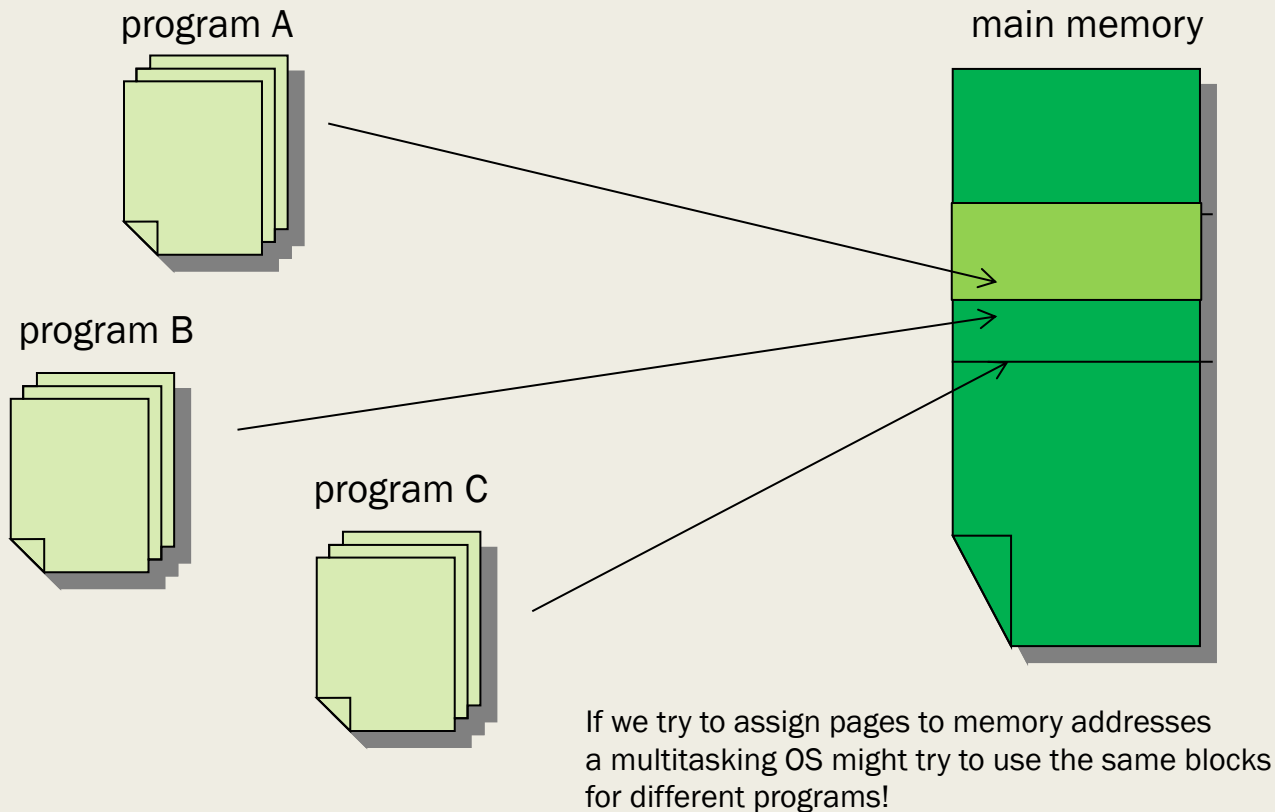 program A
main memory
program B
program C
If we try to assign pages to memory addresses
a multitasking OS might try to use the same blocks
for different programs!